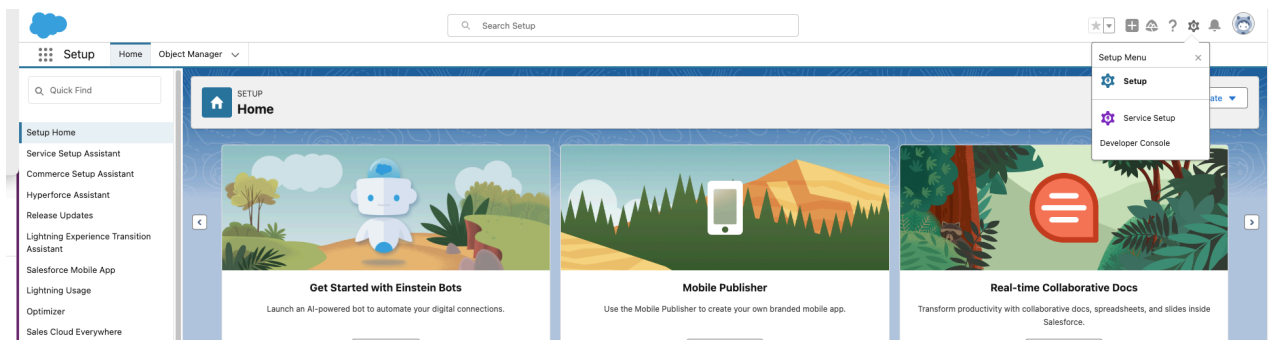 Search Setup
Setup
Home
Object Manager
Setup Menu
Setup
Service Setup
Developer Console
Quick Find
SETUP
Home
ate
Setup Home
Service Setup Assistant
Commerce Setup Assistant
Hyperforce Assistant
Release Updates
Lightning Experience Transition
Assistant
Salesforce Mobile App
Lightning Usage
Optimizer
Sales Cloud Everywhere
Get Started with Einstein Bots
Launch an AI-powered bot to automate your digital connections.
Mobile Publisher
Use the Mobile Publisher to create your own branded mobile app.
Real-time Collaborative Docs
Transform productivity with collaborative docs, spreadsheets, and slides inside
Salesforce.